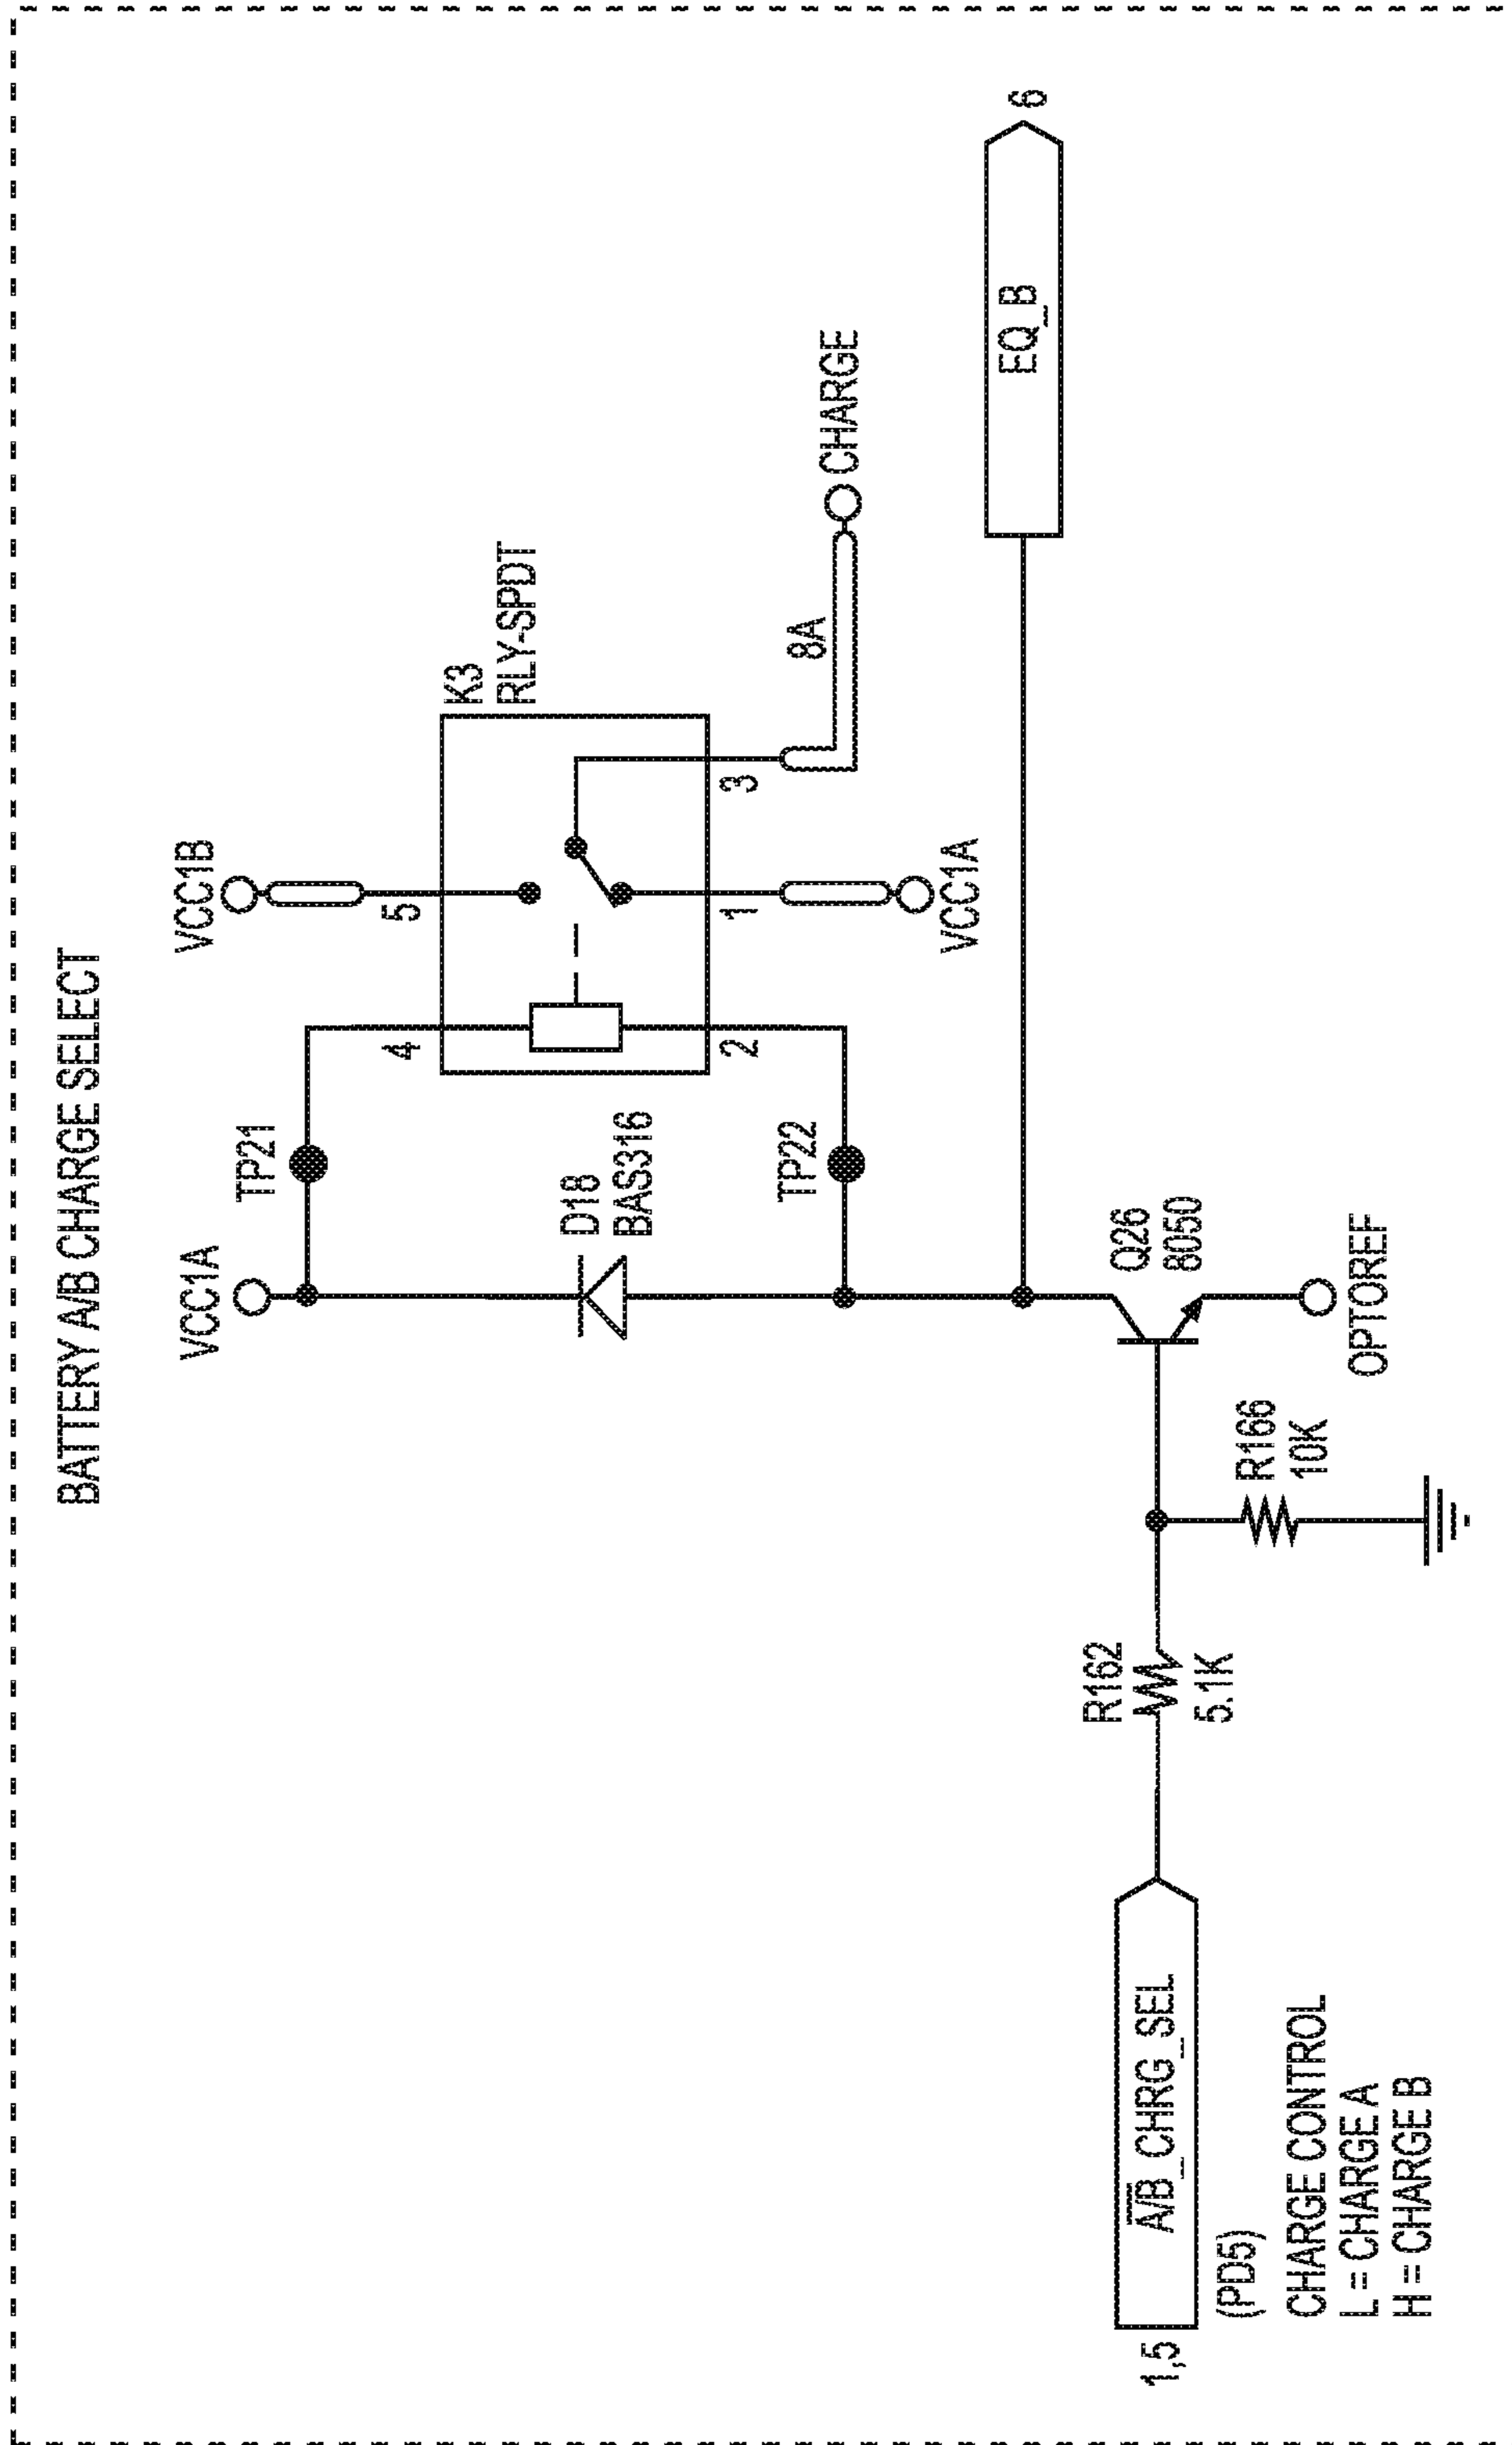 BATTERY A/B CHARGE SELECT
VCC1A
TP21
VCC1B
4
5
K3
RLY-SPDT
D18
BAS316
TP22
2
1
3
8A
CHARGE
VCC1A
EQ_B
6
Q26
8050
OPTOREF
R162
5.1K
R166
10K
1,5
A̅/B_CHRG_SEL
(PD5)
CHARGE CONTROL
L = CHARGE A
H = CHARGE B